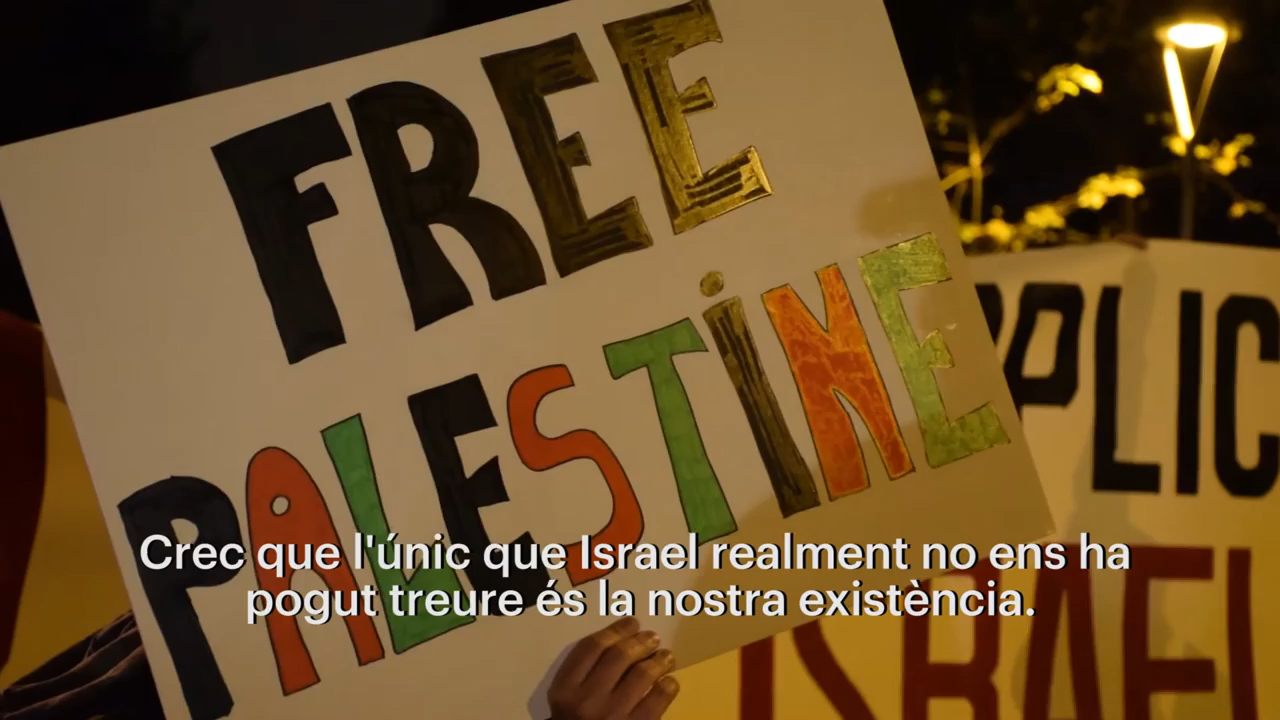 FREE
PALESTiNE
PLIC
ISRAEL
Crec que l'únic que Israel realment no ens ha
pogut treure és la nostra existència.